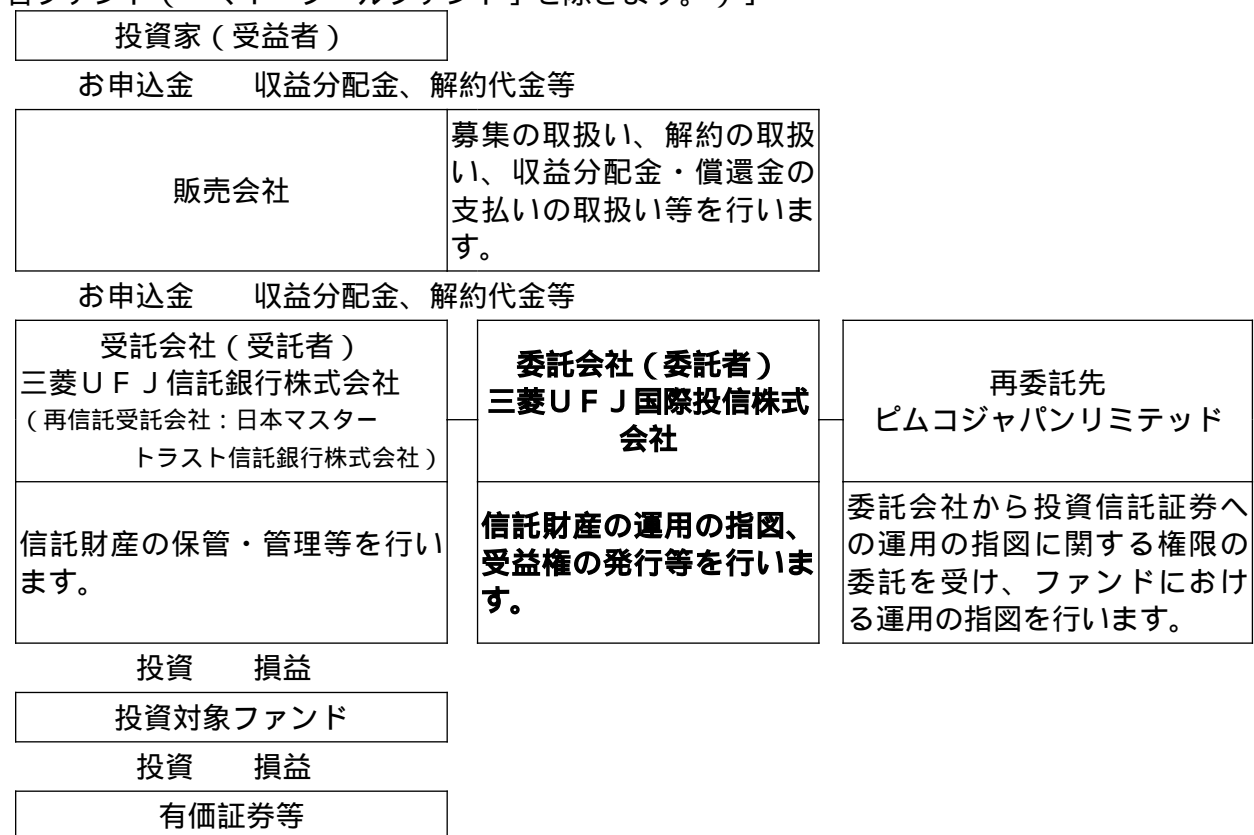 投資家（受益者）
お申込金　収益分配金、解約代金等
販売会社
募集の取扱い、解約の取扱
い、収益分配金・償還金の
支払いの取扱い等を行いま
す。
お申込金　収益分配金、解約代金等
受託会社（受託者）
三菱ＵＦＪ信託銀行株式会社
（再信託受託会社：日本マスター
トラスト信託銀行株式会社）
委託会社（委託者）
三菱ＵＦＪ国際投信株式
会社
再委託先
ピムコジャパンリミテッド
信託財産の保管・管理等を行い
ます。
信託財産の運用の指図、
受益権の発行等を行いま
す。
委託会社から投資信託証券へ
の運用の指図に関する権限の
委託を受け、ファンドにおけ
る運用の指図を行います。
投資　損益
投資対象ファンド
投資　損益
有価証券等